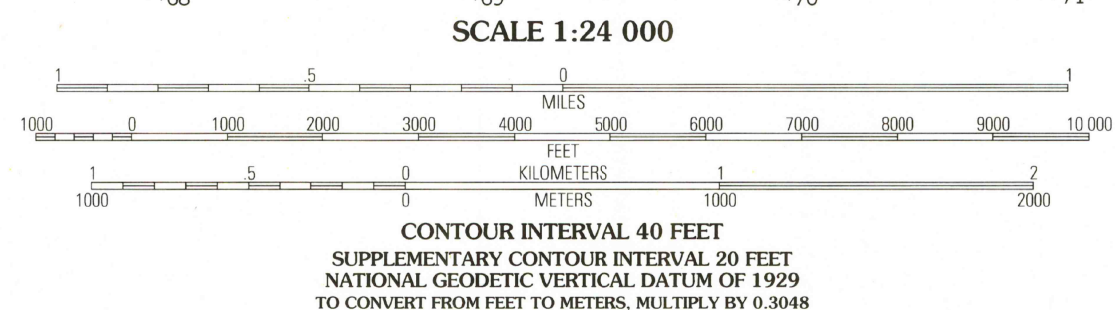 68 69 70 71
SCALE 1:24 000
1 .5 0 1
MILES
1000 0 1000 2000 3000 4000 5000 6000 7000 8000 9000 10 000
FEET
1 .5 0 KILOMETERS 1 2
1000 0 METERS 1000 2000
CONTOUR INTERVAL 40 FEET
SUPPLEMENTARY CONTOUR INTERVAL 20 FEET
NATIONAL GEODETIC VERTICAL DATUM OF 1929
TO CONVERT FROM FEET TO METERS, MULTIPLY BY 0.3048